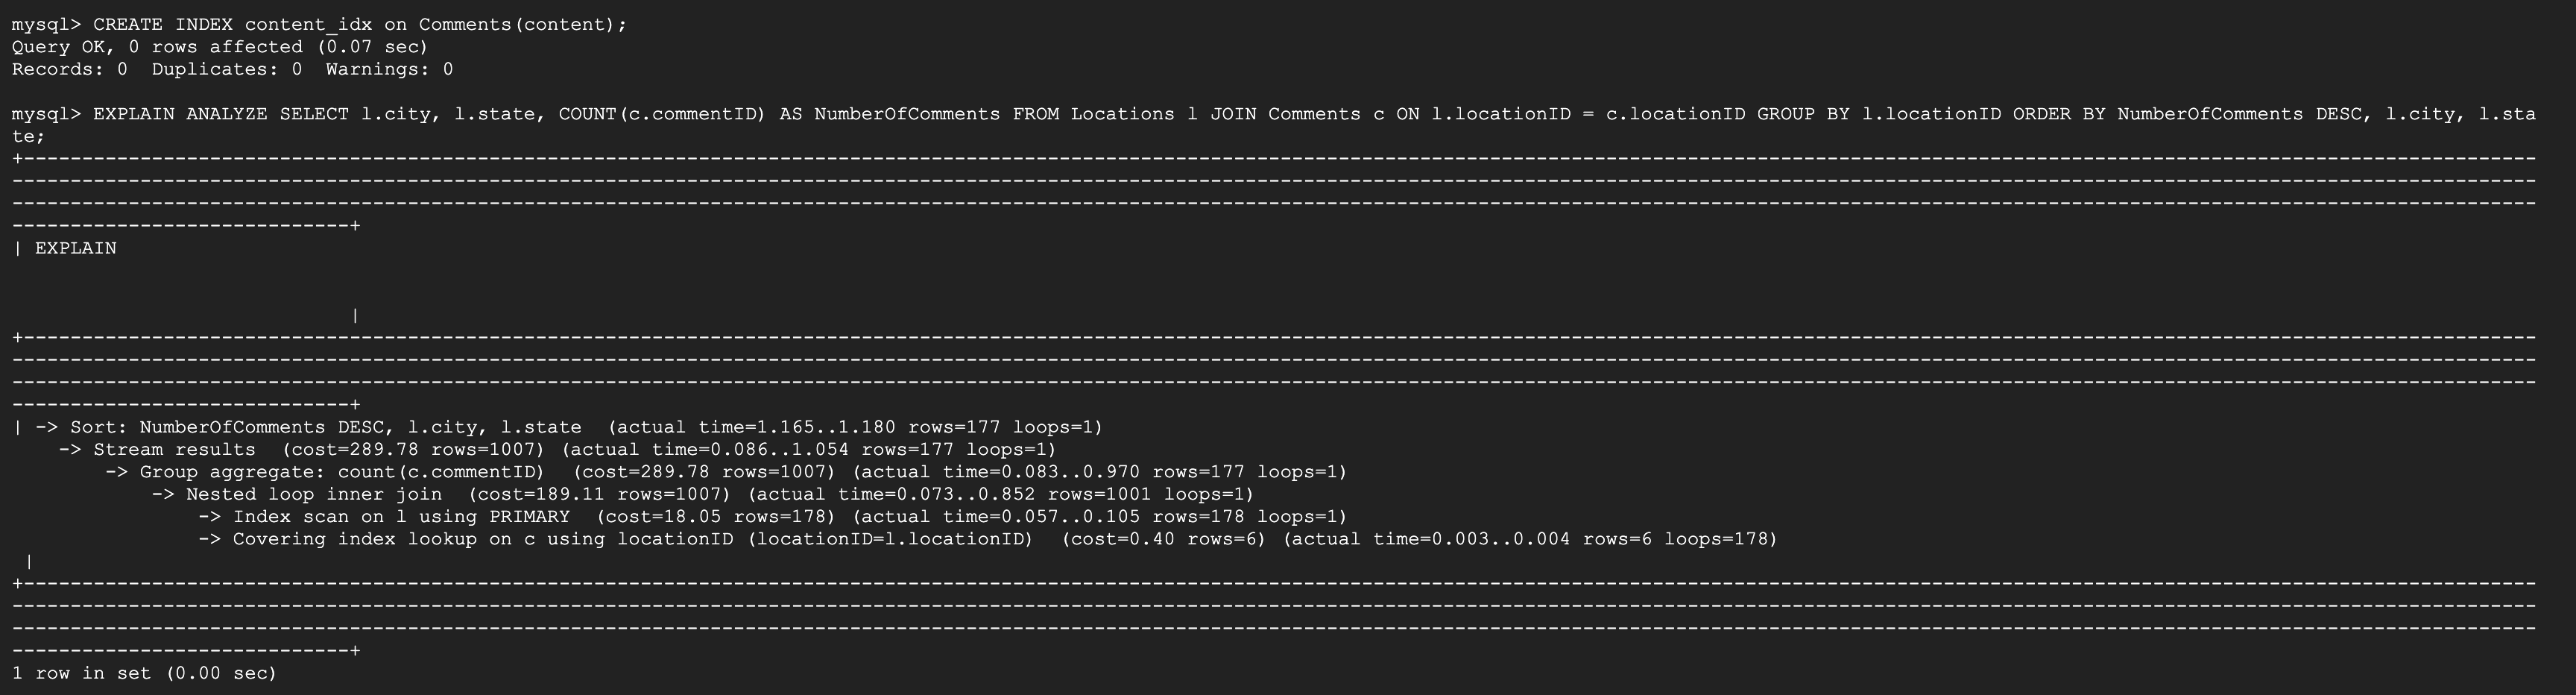 mysql> CREATE INDEX content_idx on Comments(content);
Query OK, 0 rows affected (0.07 sec)
Records: 0  Duplicates: 0  Warnings: 0

mysql> EXPLAIN ANALYZE SELECT l.city, l.state, COUNT(c.commentID) AS NumberOfComments FROM Locations l JOIN Comments c ON l.locationID = c.locationID GROUP BY l.locationID ORDER BY NumberOfComments DESC, l.city, l.sta
te;
| EXPLAIN
|
| -> Sort: NumberOfComments DESC, l.city, l.state  (actual time=1.165..1.180 rows=177 loops=1)
    -> Stream results  (cost=289.78 rows=1007) (actual time=0.086..1.054 rows=177 loops=1)
        -> Group aggregate: count(c.commentID)  (cost=289.78 rows=1007) (actual time=0.083..0.970 rows=177 loops=1)
            -> Nested loop inner join  (cost=189.11 rows=1007) (actual time=0.073..0.852 rows=1001 loops=1)
                -> Index scan on l using PRIMARY  (cost=18.05 rows=178) (actual time=0.057..0.105 rows=178 loops=1)
                -> Covering index lookup on c using locationID (locationID=l.locationID)  (cost=0.40 rows=6) (actual time=0.003..0.004 rows=6 loops=178)
|
1 row in set (0.00 sec)